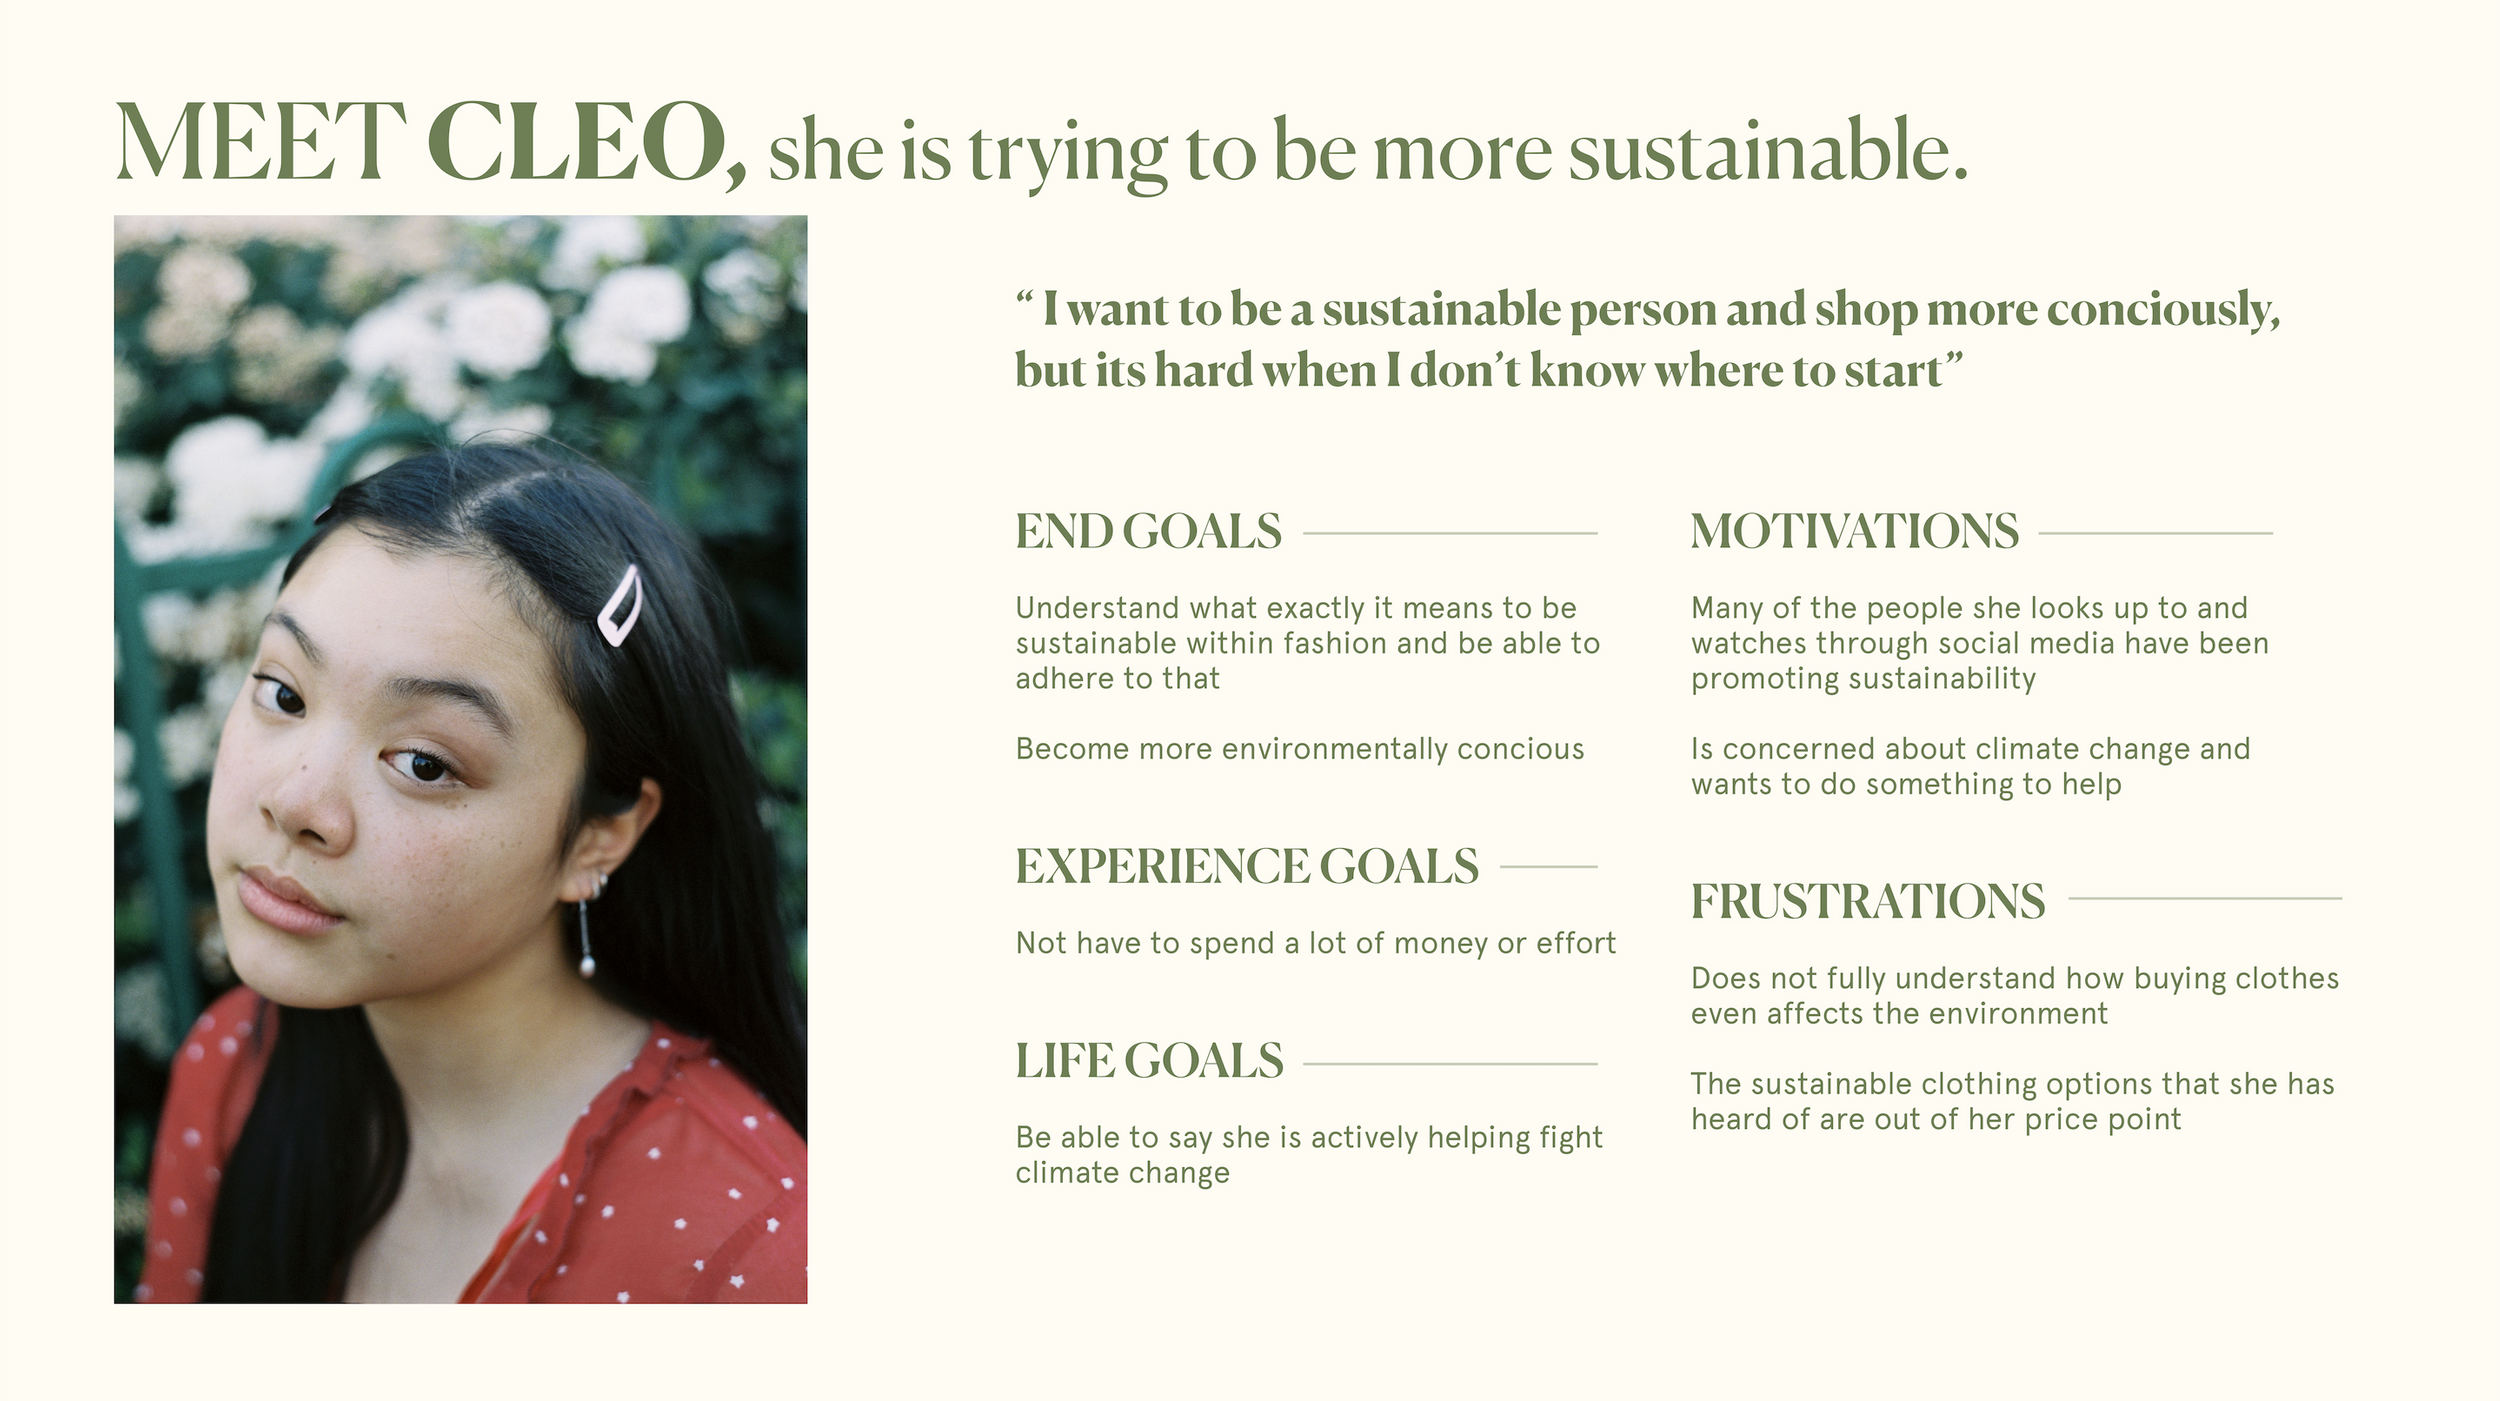 MEET CLEO, she is trying to be more sustainable.
“ I want to be a sustainable person and shop more conciously,
but its hard when I don’t know where to start”
END GOALS
Understand what exactly it means to be
sustainable within fashion and be able to
adhere to that
Become more environmentally concious
EXPERIENCE GOALS
Not have to spend a lot of money or effort
LIFE GOALS
Be able to say she is actively helping fight
climate change
MOTIVATIONS
Many of the people she looks up to and
watches through social media have been
promoting sustainability
Is concerned about climate change and
wants to do something to help
FRUSTRATIONS
Does not fully understand how buying clothes
even affects the environment
The sustainable clothing options that she has
heard of are out of her price point